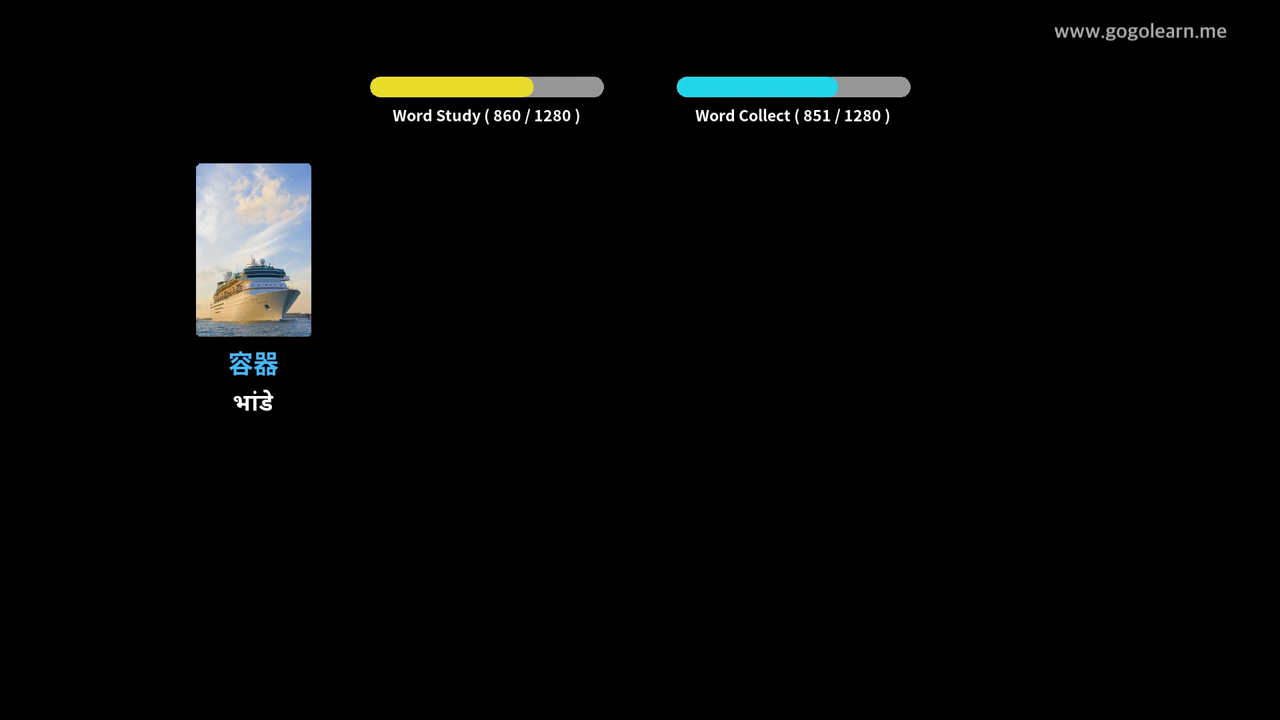 www.gogolearn.me
Word Study ( 860 / 1280 )
Word Collect ( 851 / 1280 )
容器
भांडे